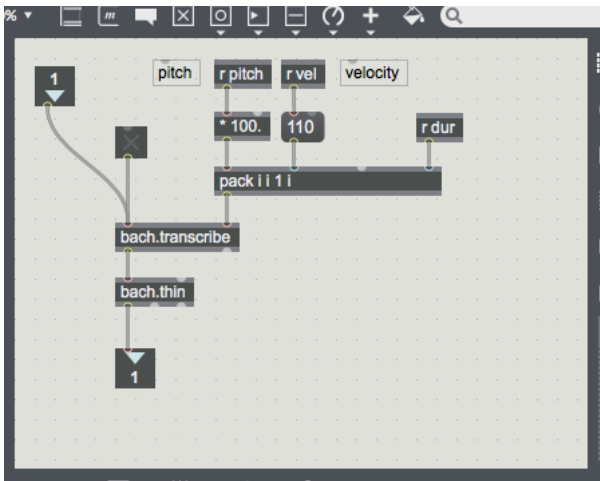 %
m
1
pitch
r pitch
r vel
velocity
* 100.
110
r dur
pack i i 1 i
bach.transcribe
bach.thin
1